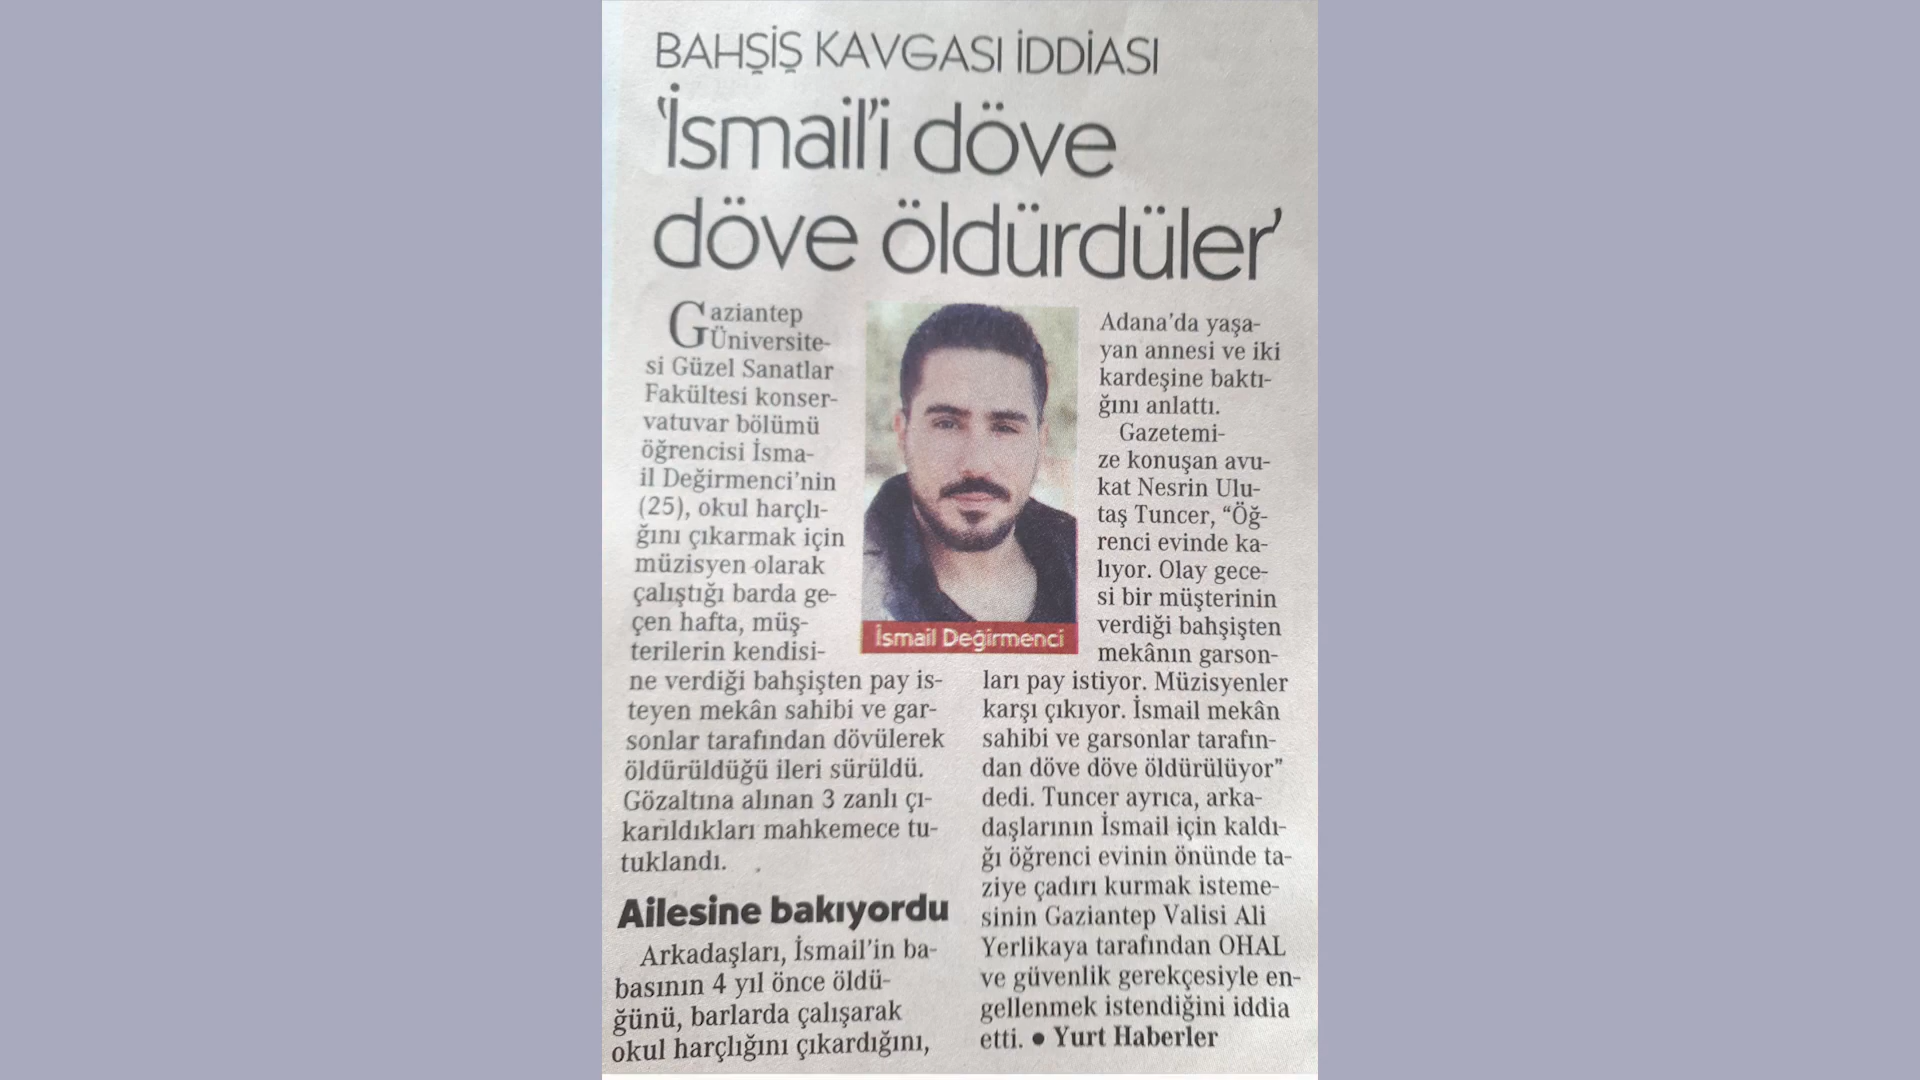 BAHŞİŞ KAVGASI İDDİASI
'İsmail'i döve
döve öldürdüler'
Gaziantep
Üniversite-
si Güzel Sanatlar
Fakültesi konser-
vatuvar bölümü
öğrencisi İsma-
il Değirmenci'nin
(25), okul harçlı-
ğını çıkarmak için
müzisyen olarak
çalıştığı barda ge-
çen hafta, müş-
terilerin kendisi-
ne verdiği bahşişten pay is-
teyen mekân sahibi ve gar-
sonlar tarafından dövülerek
öldürüldüğü ileri sürüldü.
Gözaltına alınan 3 zanlı çı-
karıldıkları mahkemece tu-
tuklandı.
Ailesine bakıyordu
Arkadaşları, İsmail'in ba-
basının 4 yıl önce öldü-
ğünü, barlarda çalışarak
okul harçlığını çıkardığını,
İsmail Değirmenci
Adana'da yaşa-
yan annesi ve iki
kardeşine baktı-
ğını anlattı.
Gazetemi-
ze konuşan avu-
kat Nesrin Ulu-
taş Tuncer, “Öğ-
renci evinde ka-
lıyor. Olay gece-
si bir müşterinin
verdiği bahşişten
mekânın garson-
ları pay istiyor. Müzisyenler
karşı çıkıyor. İsmail mekân
sahibi ve garsonlar tarafın-
dan döve döve öldürülüyor”
dedi. Tuncer ayrıca, arka-
daşlarının İsmail için kaldı-
ğı öğrenci evinin önünde ta-
ziye çadırı kurmak isteme-
sinin Gaziantep Valisi Ali
Yerlikaya tarafından OHAL
ve güvenlik gerekçesiyle en-
gellenmek istendiğini iddia
etti. ● Yurt Haberler